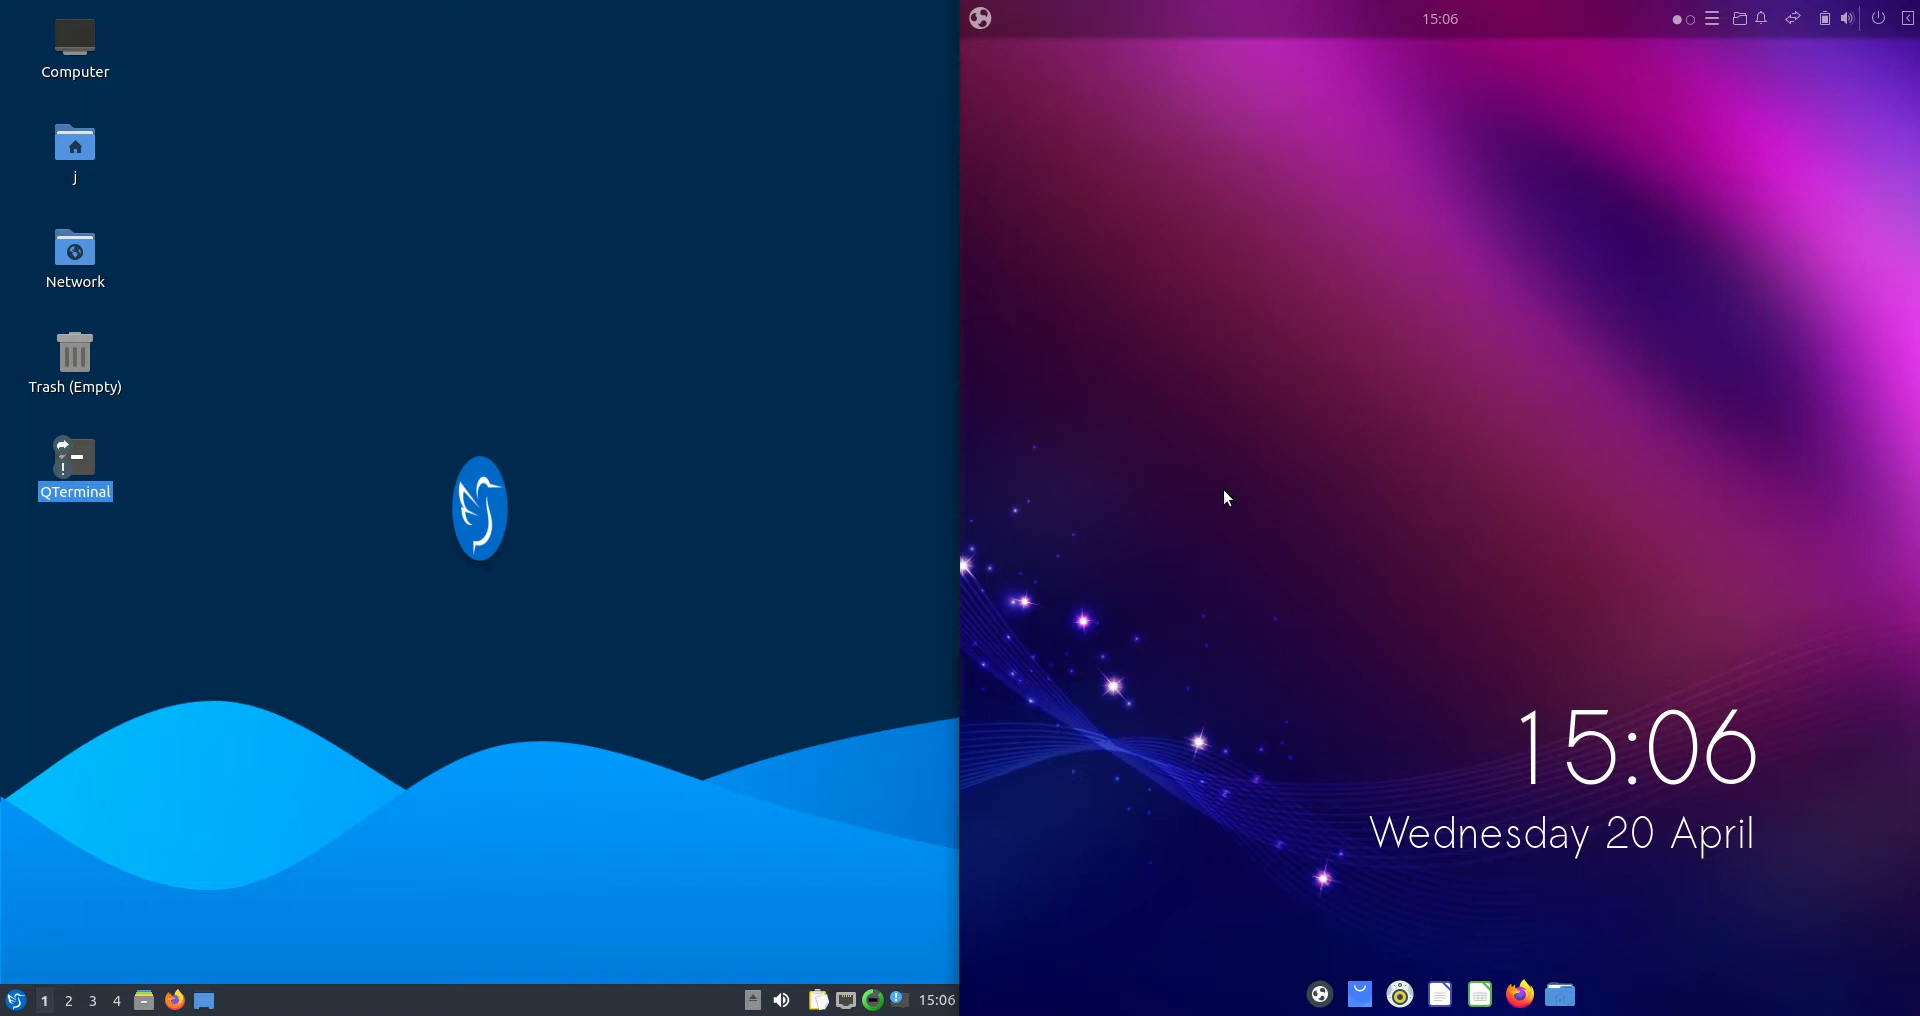 Computer
j
Network
Trash (Empty)
QTerminal
1 2 3 4
15:06
15:06
15:06
Wednesday 20 April